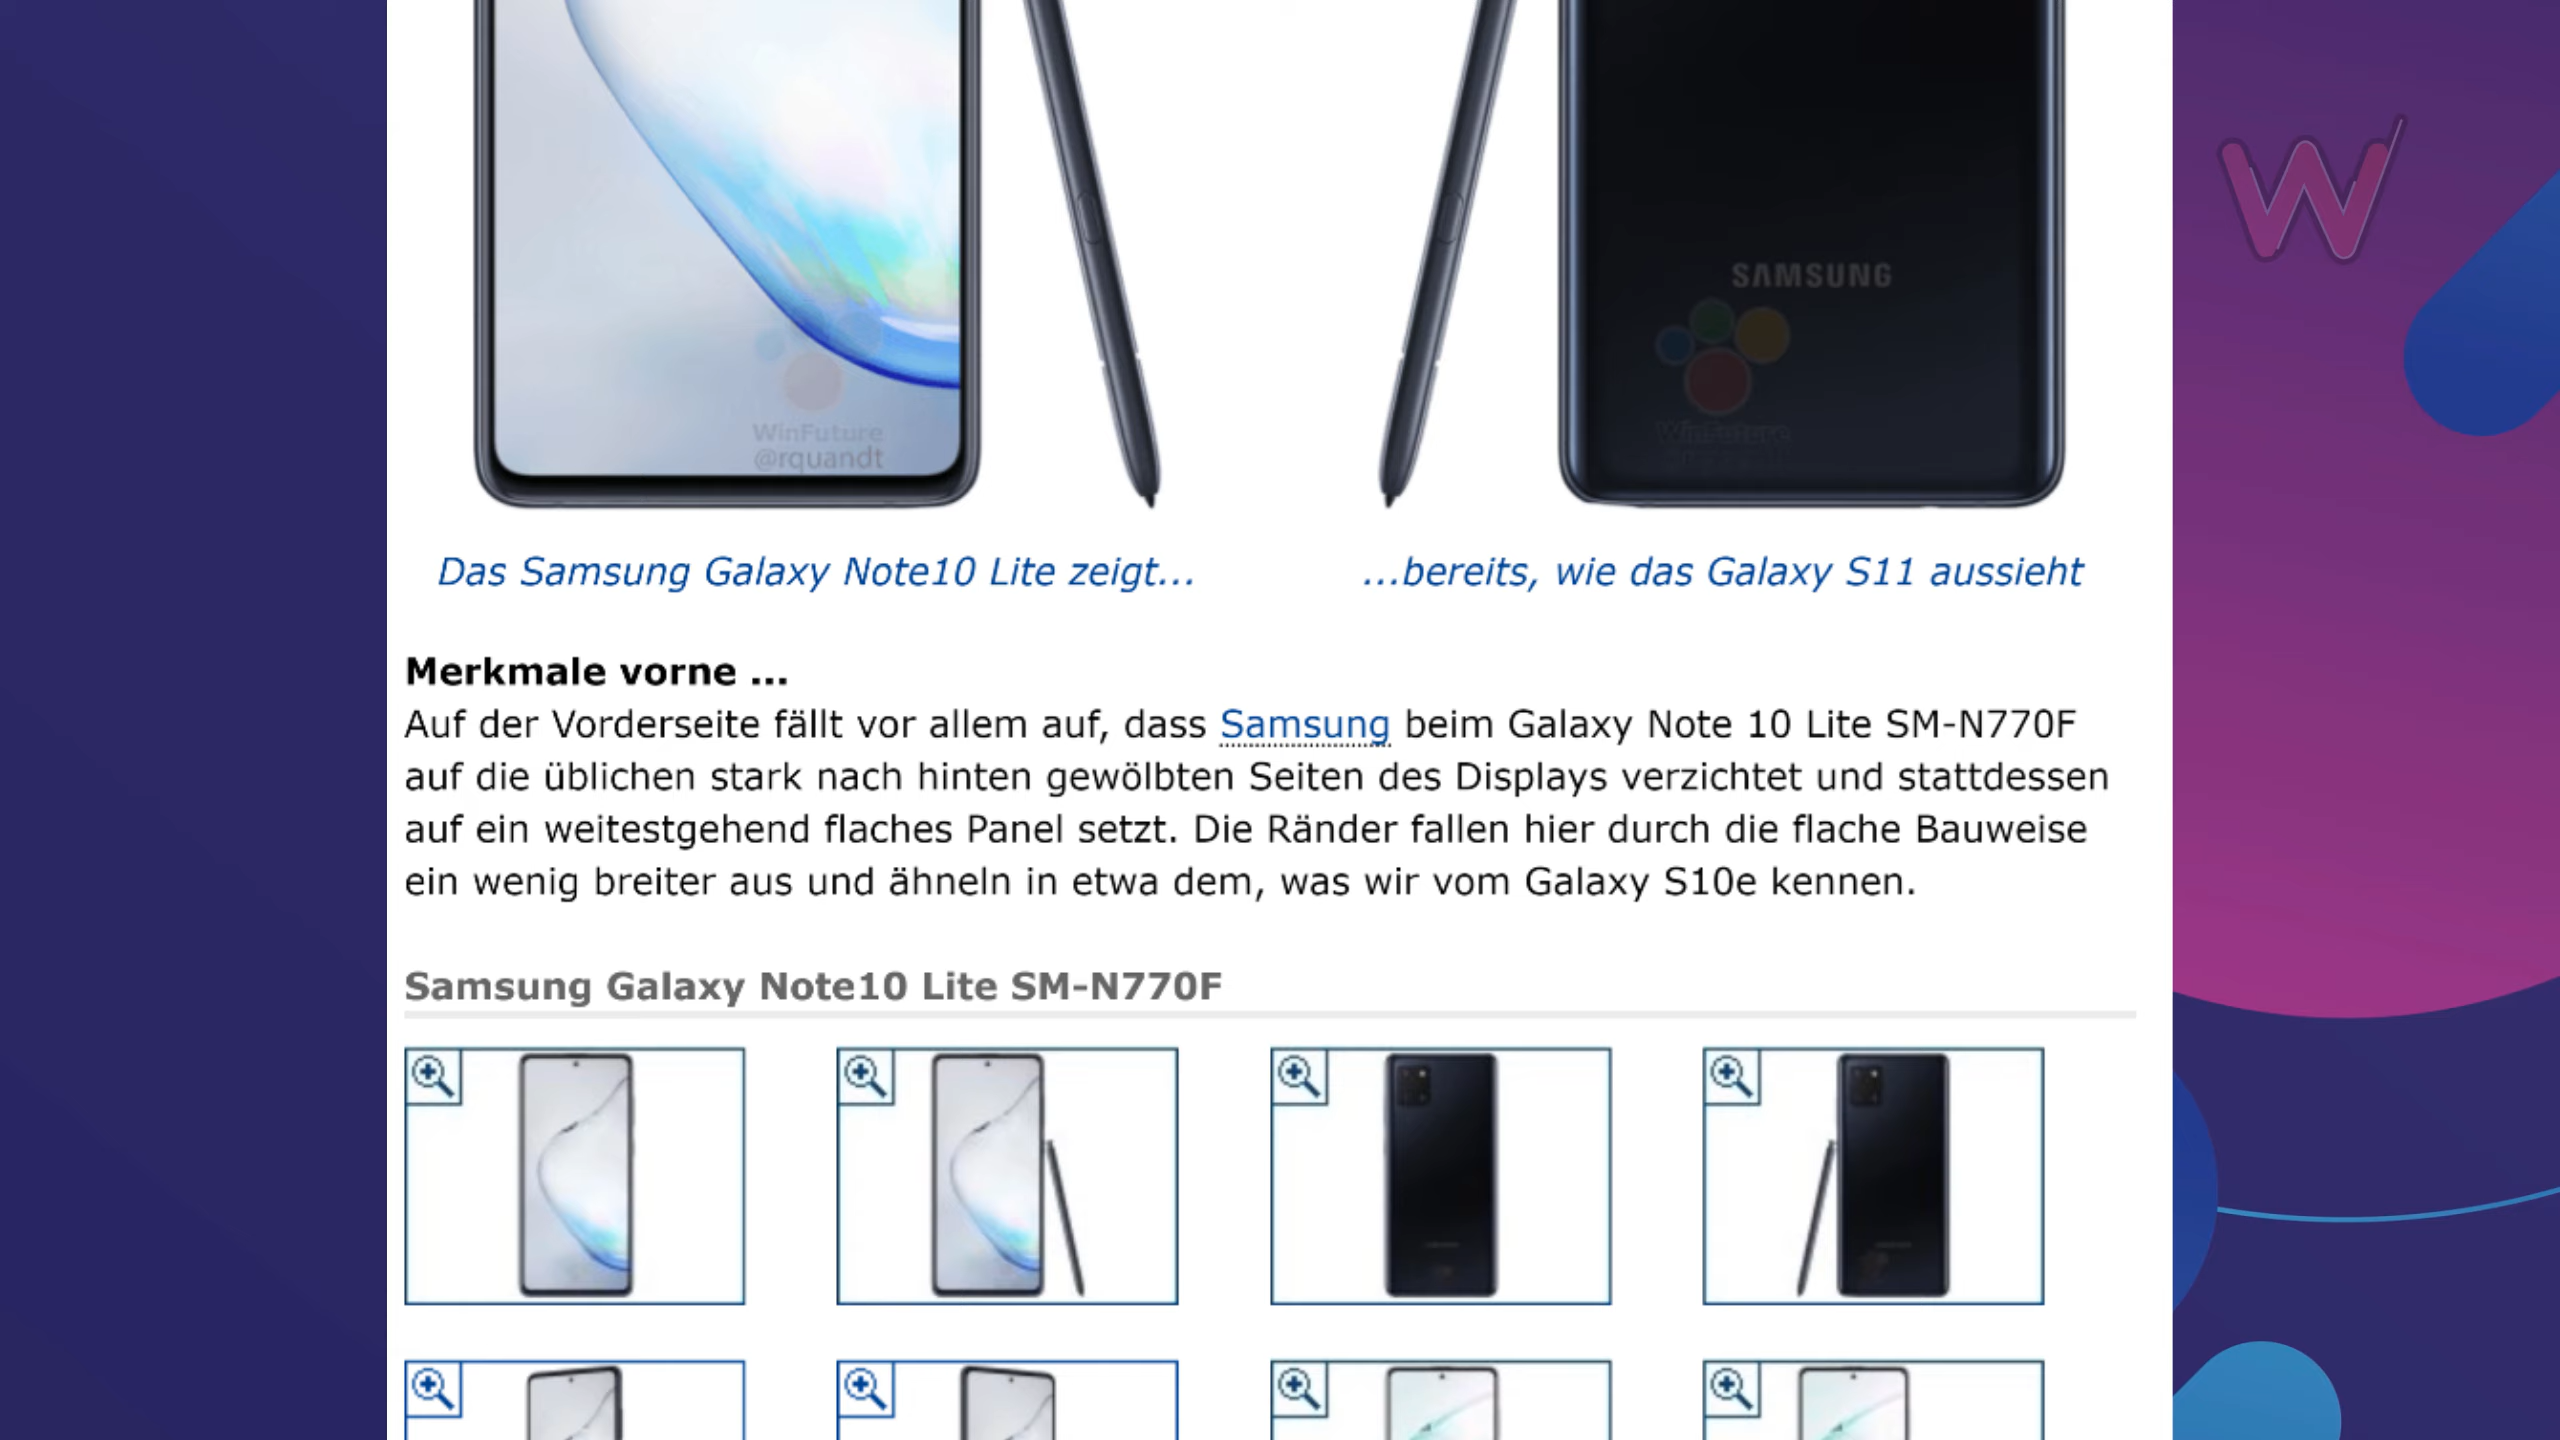 W
SAMSUNG
WinFuture
@rquandt
WinFuture
Das Samsung Galaxy Note10 Lite zeigt...
...bereits, wie das Galaxy S11 aussieht
Merkmale vorne ...
Auf der Vorderseite fällt vor allem auf, dass Samsung beim Galaxy Note 10 Lite SM-N770F
auf die üblichen stark nach hinten gewölbten Seiten des Displays verzichtet und stattdessen
auf ein weitestgehend flaches Panel setzt. Die Ränder fallen hier durch die flache Bauweise
ein wenig breiter aus und ähneln in etwa dem, was wir vom Galaxy S10e kennen.
Samsung Galaxy Note10 Lite SM-N770F